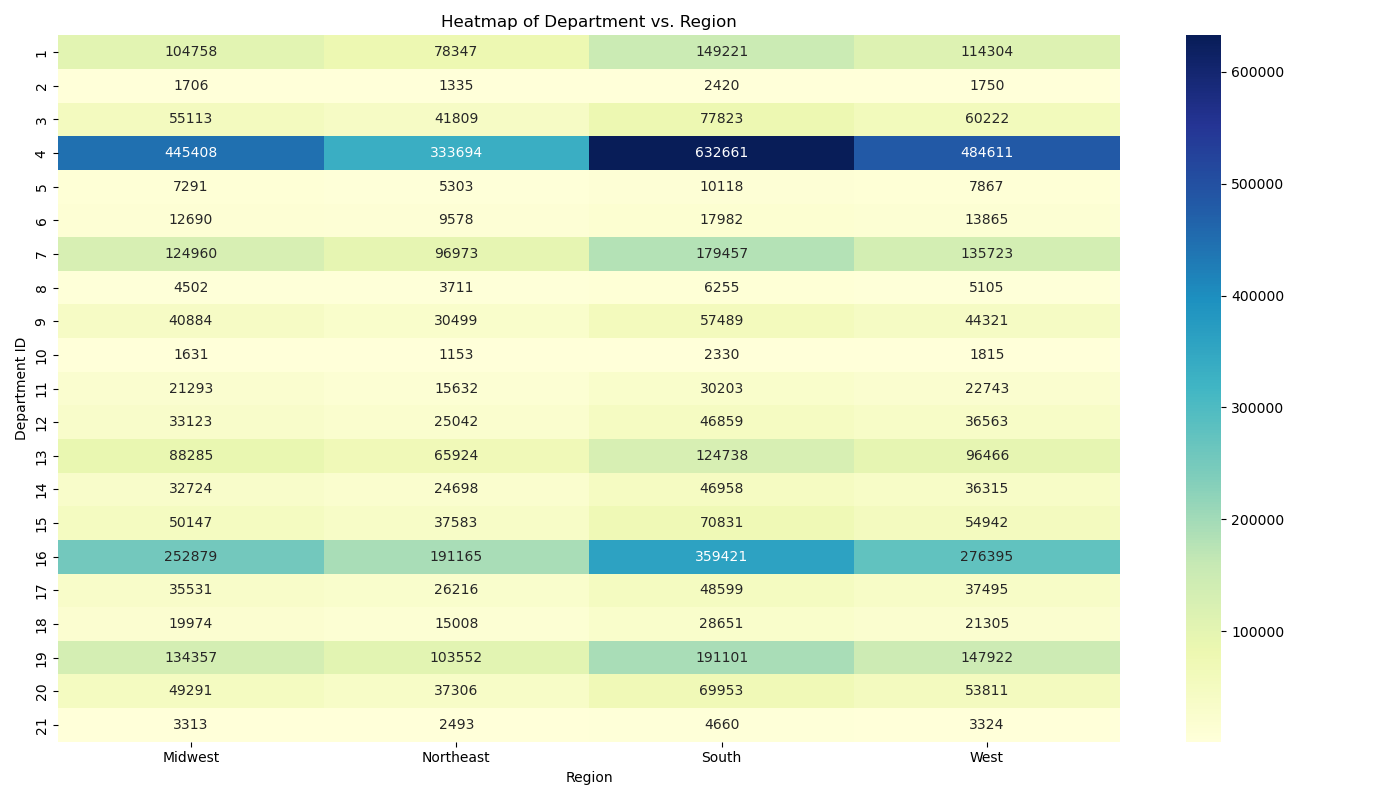 Heatmap of Department vs. Region
1 104758 78347 149221 114304
2 1706 1335 2420 1750
3 55113 41809 77823 60222
4 445408 333694 632661 484611
5 7291 5303 10118 7867
6 12690 9578 17982 13865
7 124960 96973 179457 135723
8 4502 3711 6255 5105
9 40884 30499 57489 44321
10 1631 1153 2330 1815
11 21293 15632 30203 22743
12 33123 25042 46859 36563
13 88285 65924 124738 96466
14 32724 24698 46958 36315
15 50147 37583 70831 54942
16 252879 191165 359421 276395
17 35531 26216 48599 37495
18 19974 15008 28651 21305
19 134357 103552 191101 147922
20 49291 37306 69953 53811
21 3313 2493 4660 3324
Midwest Northeast South West
Region
Department ID
600000
500000
400000
300000
200000
100000